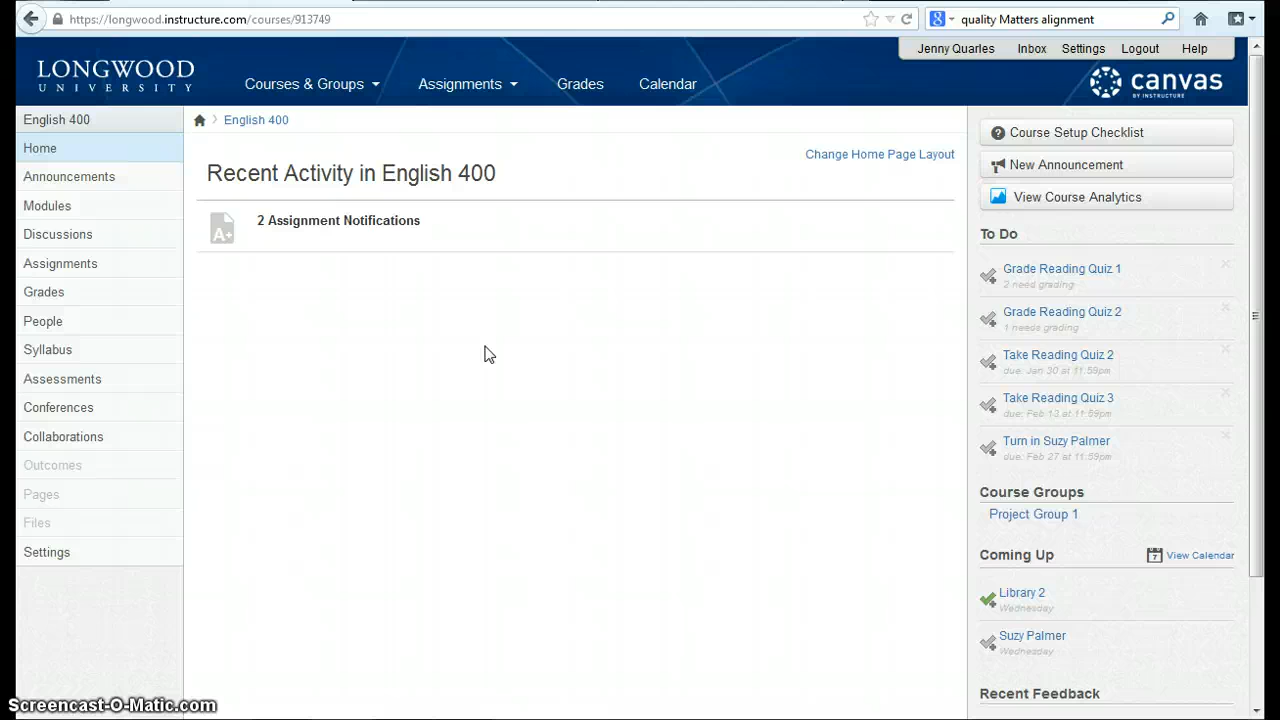 https://longwood.instructure.com/courses/913749
quality Matters alignment
Jenny Quarles Inbox Settings Logout Help
LONGWOOD
UNIVERSITY
Courses & Groups Assignments Grades Calendar
canvas
BY INSTRUCTURE
English 400
Home
Announcements
Modules
Discussions
Assignments
Grades
People
Syllabus
Assessments
Conferences
Collaborations
Outcomes
Pages
Files
Settings
English 400
Change Home Page Layout
Recent Activity in English 400
A+
2 Assignment Notifications
Course Setup Checklist
New Announcement
View Course Analytics
To Do
Grade Reading Quiz 1
2 need grading
Grade Reading Quiz 2
1 needs grading
Take Reading Quiz 2
due: Jan 30 at 11:59pm
Take Reading Quiz 3
due: Feb 13 at 11:59pm
Turn in Suzy Palmer
due: Feb 27 at 11:59pm
Course Groups
Project Group 1
Coming Up
7 View Calendar
Library 2
Wednesday
Suzy Palmer
Wednesday
Recent Feedback
Screencast-O-Matic.com